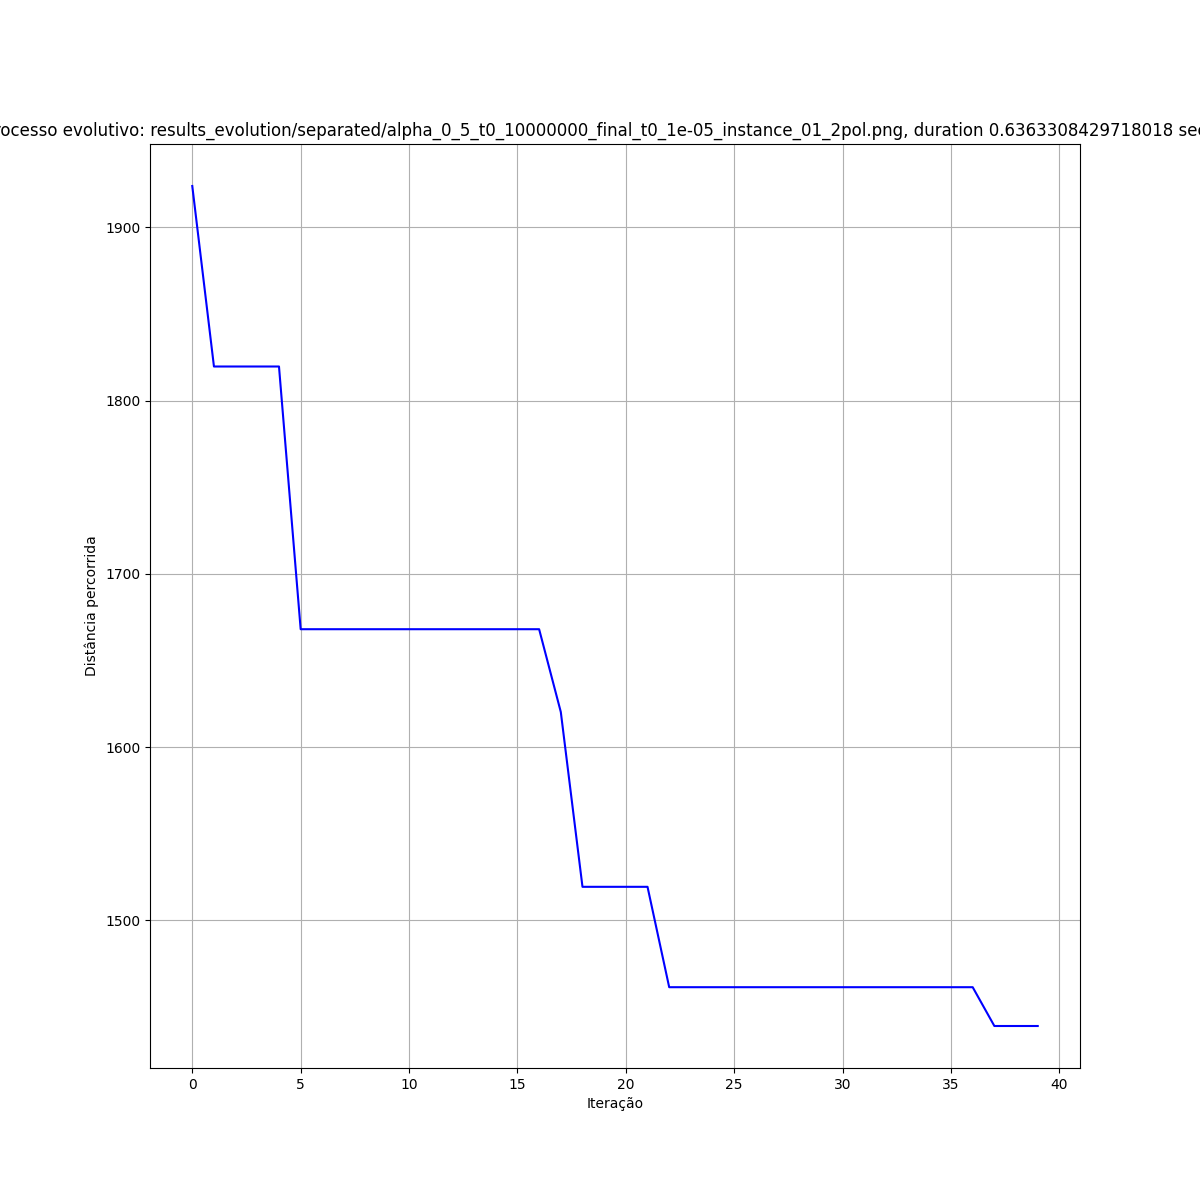 ocesso evolutivo: results_evolution/separated/alpha_0_5_t0_10000000_final_t0_1e-05_instance_01_2pol.png, duration 0.6363308429718018 sec
1900
1800
1700
1600
1500
Distância percorrida
0 5 10 15 20 25 30 35 40
Iteração